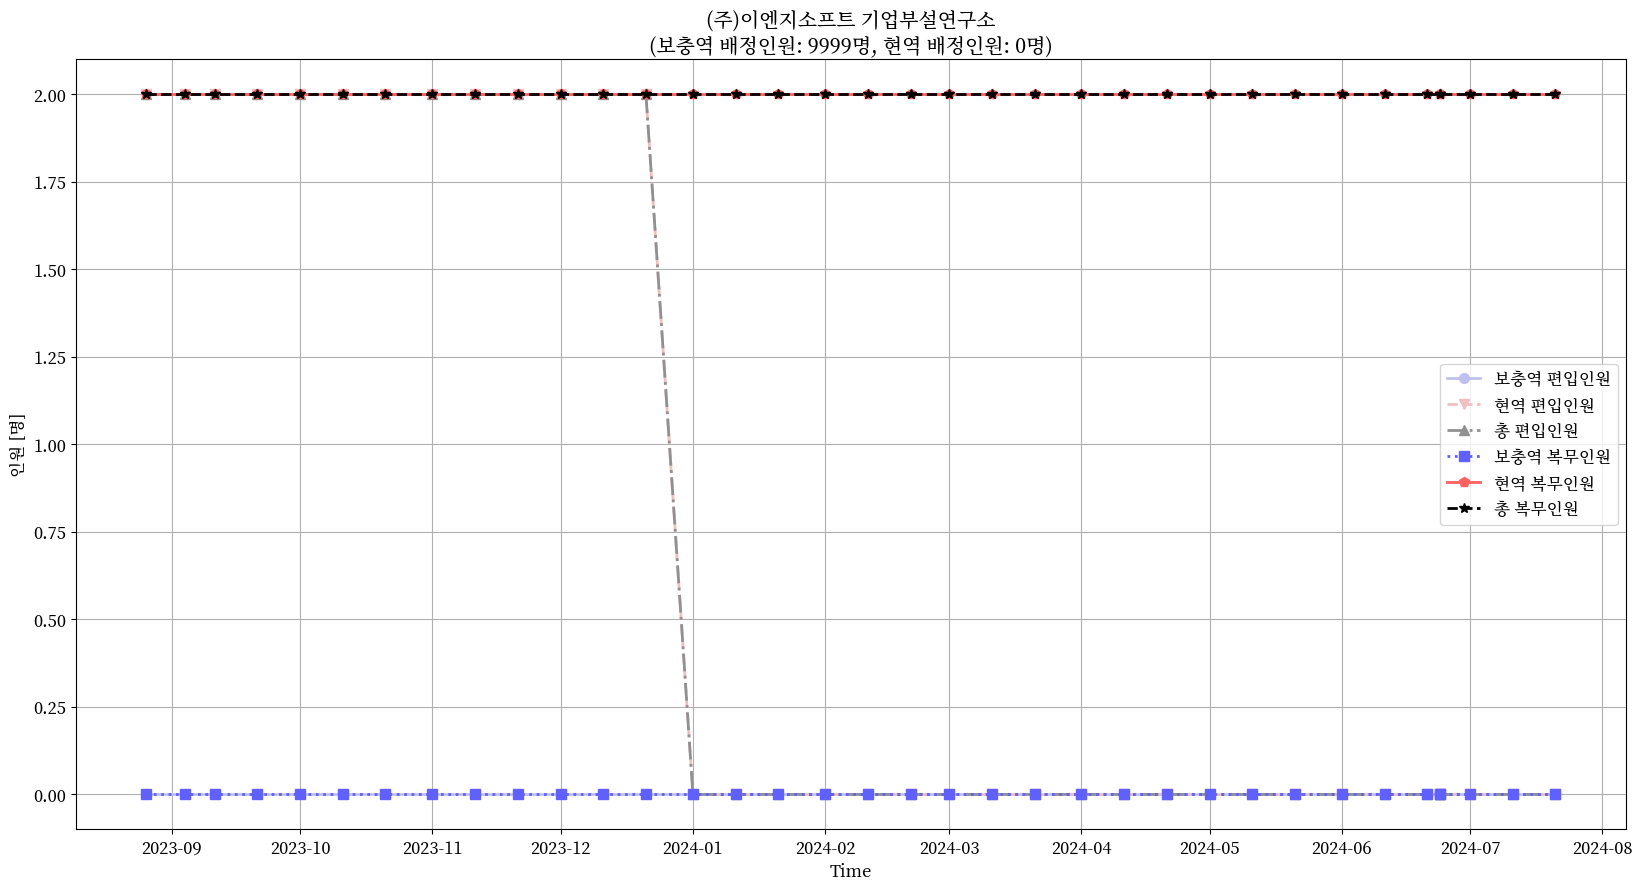 (주)이엔지소프트 기업부설연구소
(보충역 배정인원: 9999명, 현역 배정인원: 0명)
2.00
1.75
1.50
1.25
1.00
0.75
0.50
0.25
0.00
인원 [명]
보충역 편입인원
현역 편입인원
총 편입인원
보충역 복무인원
현역 복무인원
총 복무인원
2023-09 2023-10 2023-11 2023-12 2024-01 2024-02 2024-03 2024-04 2024-05 2024-06 2024-07 2024-08
Time